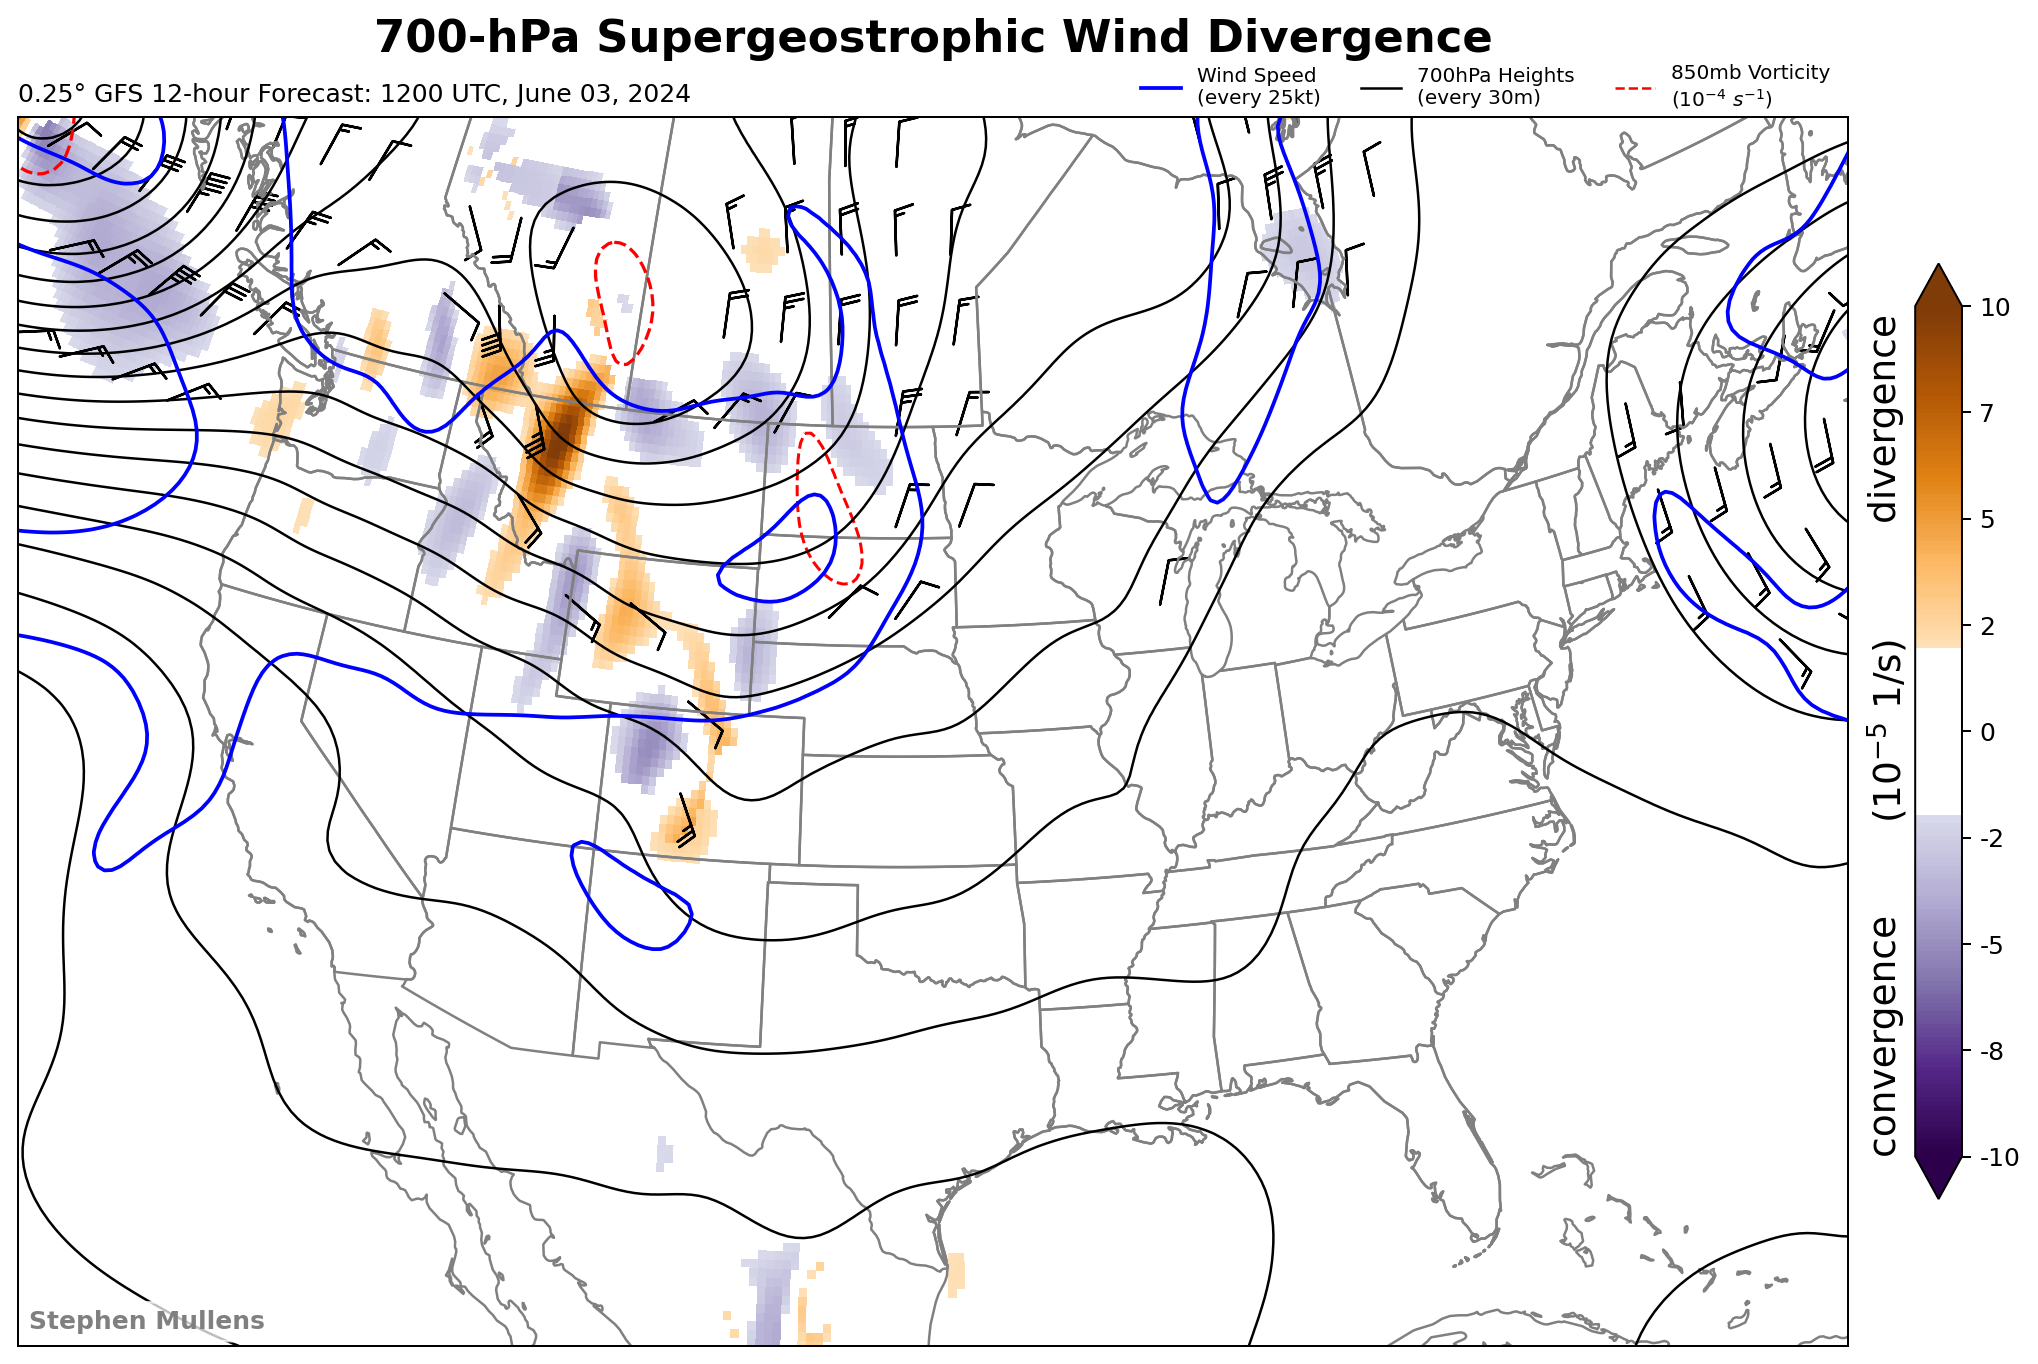 700-hPa Supergeostrophic Wind Divergence
0.25° GFS 12-hour Forecast: 1200 UTC, June 03, 2024
Wind Speed
(every 25kt)
700hPa Heights
(every 30m)
850mb Vorticity
(10⁻⁴ s⁻¹)
10
7
5
2
0
-2
-5
-8
-10
convergence (10⁻⁵ 1/s) divergence
Stephen Mullens